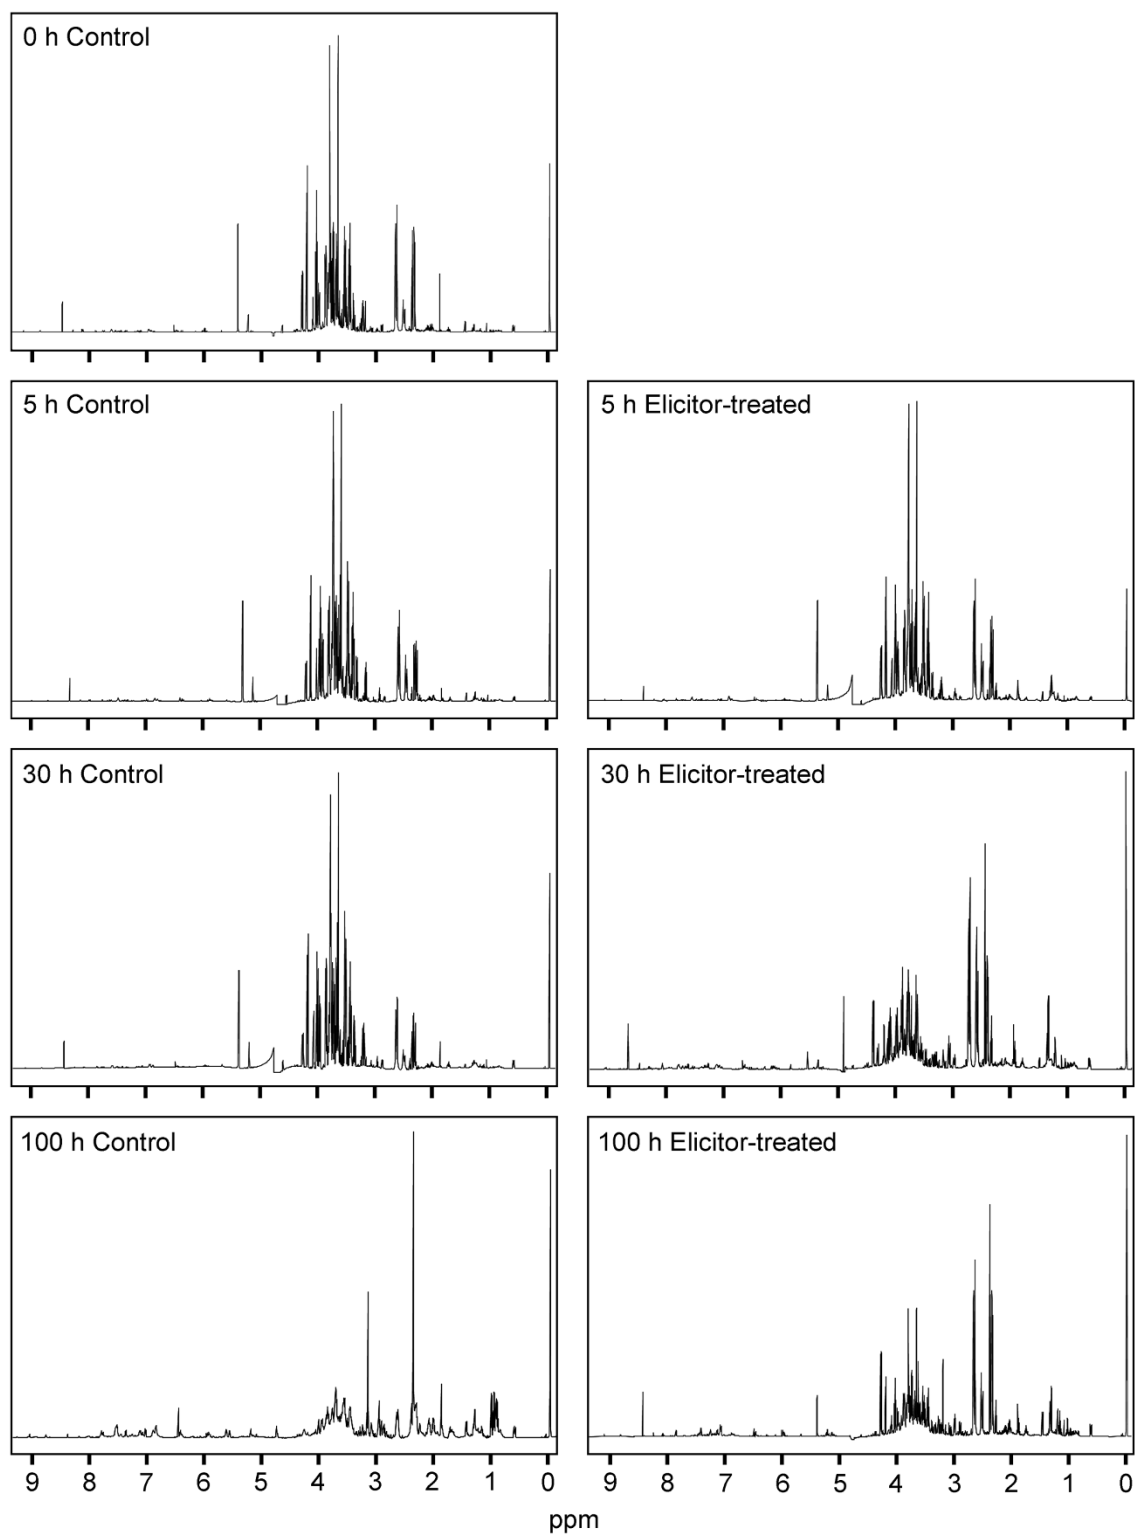 0 h Control
5 h Control
5 h Elicitor-treated
30 h Control
30 h Elicitor-treated
100 h Control
100 h Elicitor-treated
9 8 7 6 5 4 3 2 1 0
9 8 7 6 5 4 3 2 1 0
ppm